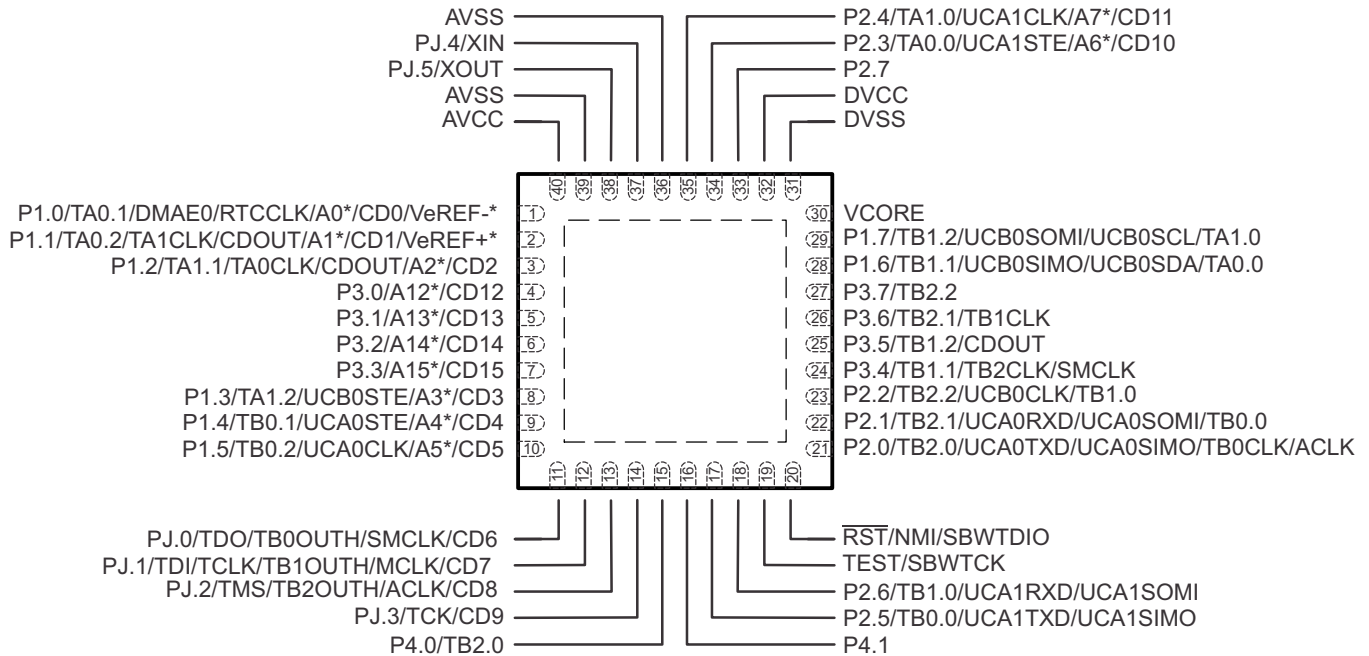 AVSS
PJ.4/XIN
PJ.5/XOUT
AVSS
AVCC
P2.4/TA1.0/UCA1CLK/A7*/CD11
P2.3/TA0.0/UCA1STE/A6*/CD10
P2.7
DVCC
DVSS
40 39 38 37 36 35 34 33 32 31
P1.0/TA0.1/DMAE0/RTCCLK/A0*/CD0/VeREF-* 1
P1.1/TA0.2/TA1CLK/CDOUT/A1*/CD1/VeREF+* 2
P1.2/TA1.1/TA0CLK/CDOUT/A2*/CD2 3
P3.0/A12*/CD12 4
P3.1/A13*/CD13 5
P3.2/A14*/CD14 6
P3.3/A15*/CD15 7
P1.3/TA1.2/UCB0STE/A3*/CD3 8
P1.4/TB0.1/UCA0STE/A4*/CD4 9
P1.5/TB0.2/UCA0CLK/A5*/CD5 10
30 VCORE
29 P1.7/TB1.2/UCB0SOMI/UCB0SCL/TA1.0
28 P1.6/TB1.1/UCB0SIMO/UCB0SDA/TA0.0
27 P3.7/TB2.2
26 P3.6/TB2.1/TB1CLK
25 P3.5/TB1.2/CDOUT
24 P3.4/TB1.1/TB2CLK/SMCLK
23 P2.2/TB2.2/UCB0CLK/TB1.0
22 P2.1/TB2.1/UCA0RXD/UCA0SOMI/TB0.0
21 P2.0/TB2.0/UCA0TXD/UCA0SIMO/TB0CLK/ACLK
11 12 13 14 15 16 17 18 19 20
PJ.0/TDO/TB0OUTH/SMCLK/CD6
PJ.1/TDI/TCLK/TB1OUTH/MCLK/CD7
PJ.2/TMS/TB2OUTH/ACLK/CD8
PJ.3/TCK/CD9
P4.0/TB2.0
RST/NMI/SBWTDIO
TEST/SBWTCK
P2.6/TB1.0/UCA1RXD/UCA1SOMI
P2.5/TB0.0/UCA1TXD/UCA1SIMO
P4.1